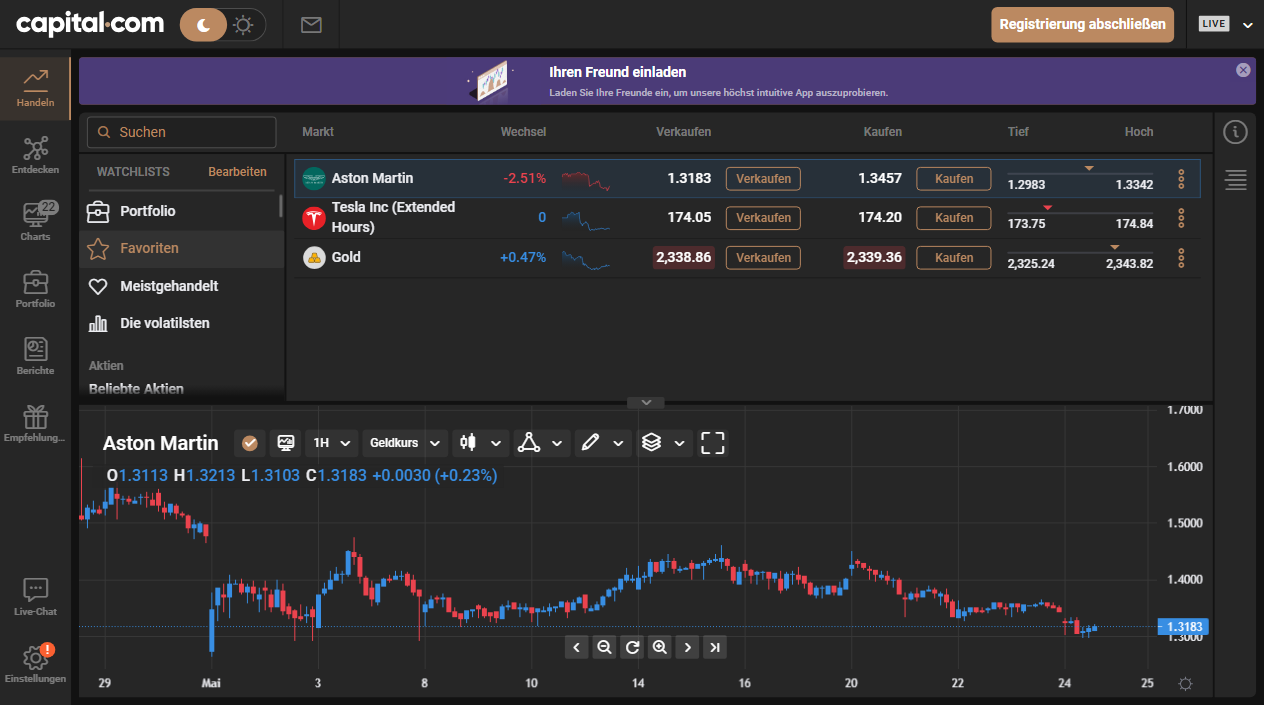 capital.com
Registrierung abschließen
LIVE
Handeln
Entdecken
22
Charts
Portfolio
Berichte
Empfehlung...
Live-Chat
!
Einstellungen
Ihren Freund einladen
Laden Sie Ihre Freunde ein, um unsere höchst intuitive App auszuprobieren.
Suchen
WATCHLISTS Bearbeiten
Portfolio
Favoriten
Meistgehandelt
Die volatilsten
Aktien
Beliebte Aktien
Markt Wechsel Verkaufen Kaufen Tief Hoch
Aston Martin -2.51% 1.3183 Verkaufen 1.3457 Kaufen 1.2983 1.3342
Tesla Inc (Extended
Hours) 0 174.05 Verkaufen 174.20 Kaufen 173.75 174.84
Gold +0.47% 2,338.86 Verkaufen 2,339.36 Kaufen 2,325.24 2,343.82
Aston Martin 1H Geldkurs
O1.3113 H1.3213 L1.3103 C1.3183 +0.0030 (+0.23%)
1.7000
1.6000
1.5000
1.4000
1.3183
1.3000
29 Mai 3 8 10 14 16 20 22 24 25